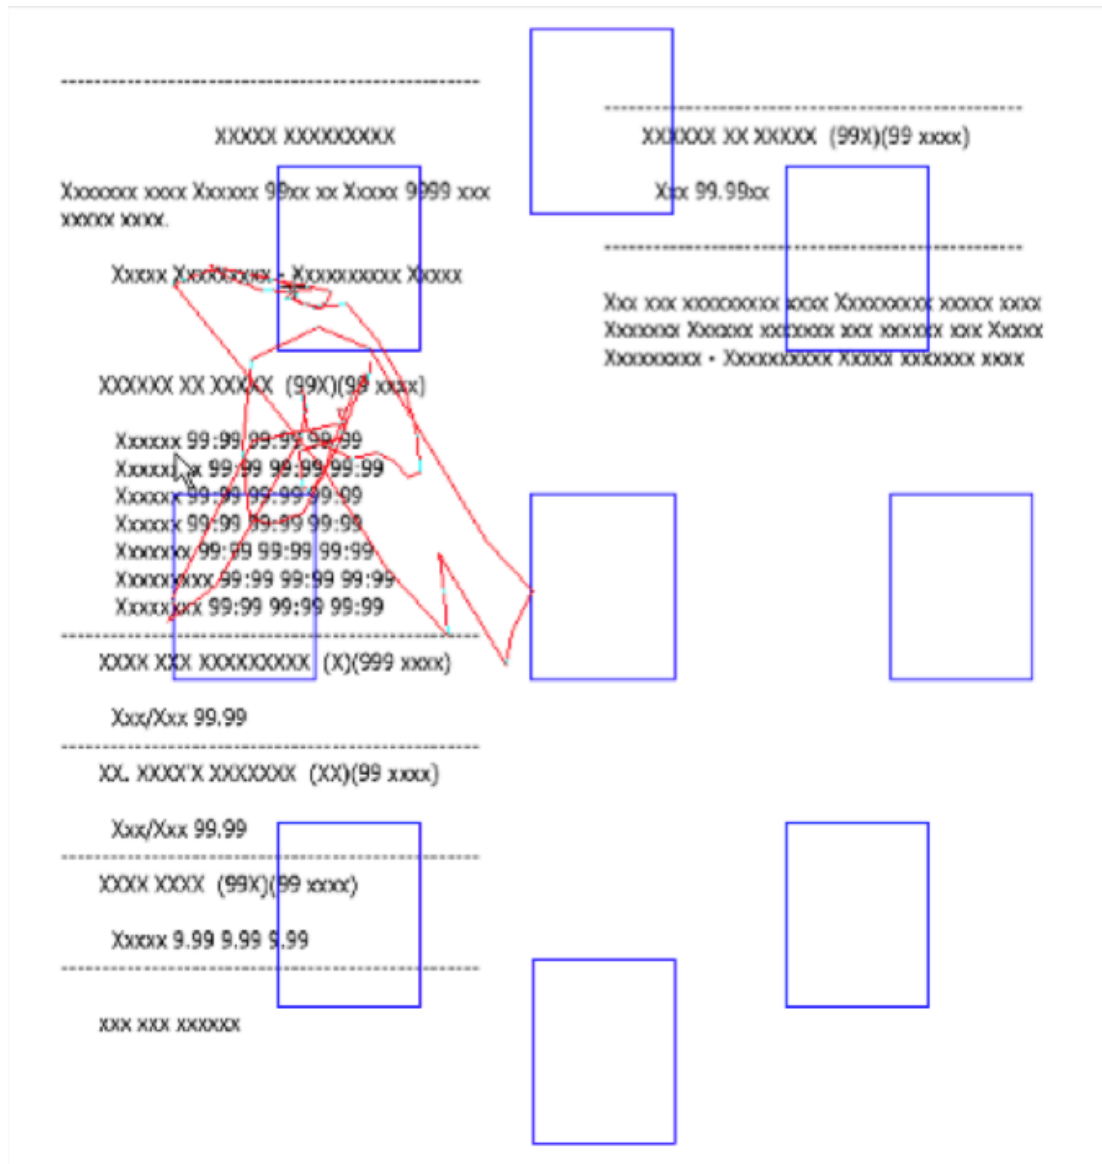 XXXXX XXXXXXXXX
Xxxxxxx xxxx Xxxxxx 99xx xx Xxxxx 9999 xxx
xxxxx xxxx.
Xxxxx Xxxxxxxxx - Xxxxxxxxxx Xxxxx
XXXXXX XX XXXXX (99X)(99 xxxx)
Xxxxxx 99:99 99:99 99:99
Xxxxxxxx 99:99 99:99 99:99
Xxxxxx 99:99 99:99 99:99
Xxxxxx 99:99 99:99 99:99
Xxxxxxx 99:99 99:99 99:99
Xxxxxxxxx 99:99 99:99 99:99
Xxxxxxxx 99:99 99:99 99:99
XXXX XXX XXXXXXXXX (X)(999 xxxx)
Xxx/Xxx 99.99
XX. XXXX'X XXXXXXX (XX)(99 xxxx)
Xxx/Xxx 99.99
XXXX XXXX (99X)(99 xxxx)
Xxxxx 9.99 9.99 9.99
xxx xxx xxxxxx
XXXXXX XX XXXXX (99X)(99 xxxx)
Xxx 99.99xx
Xxx xxx xxxxxxxxx xxxx Xxxxxxxxx xxxxx xxxx
Xxxxxxx Xxxxxx xxxxxxx xxx xxxxxx xxx Xxxxx
Xxxxxxxxx - Xxxxxxxxxx Xxxxx xxxxxxx xxxx